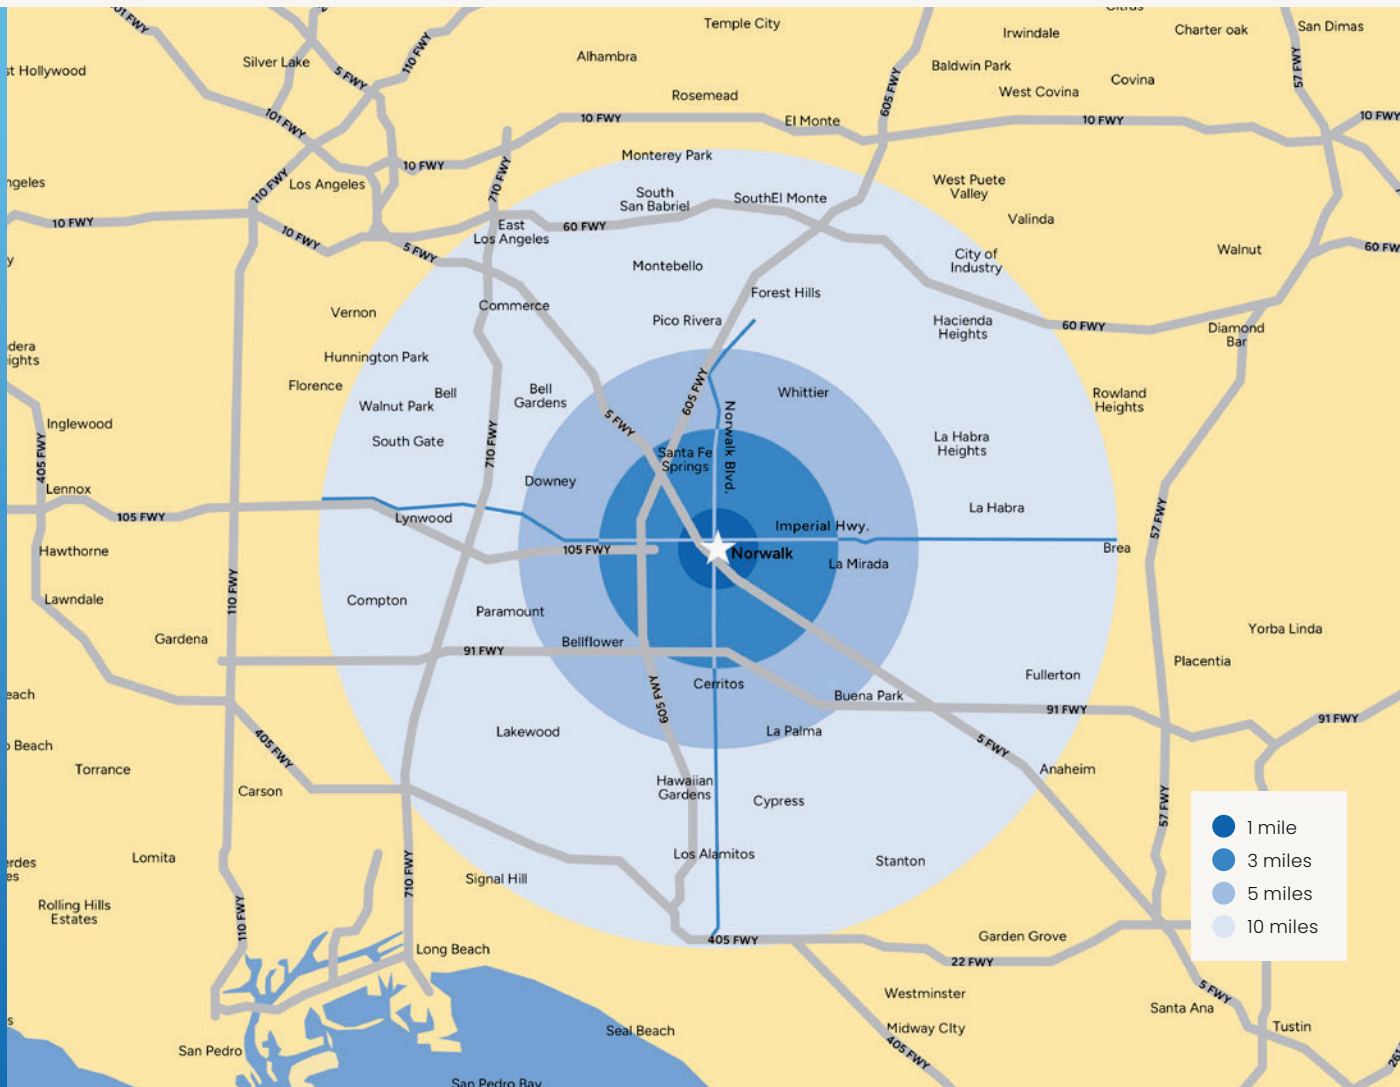 Citrus
Temple City
Irwindale
Charter oak
San Dimas
101 FWY
110 FWY
Silver Lake
Alhambra
605 FWY
57 FWY
st Hollywood
5 FWY
Baldwin Park
Covina
West Covina
Rosemead
101 FWY
10 FWY
El Monte
10 FWY
10 FWY
Monterey Park
10 FWY
710 FWY
ngeles
Los Angeles
110 FWY
South
San Babriel
SouthEl Monte
West Puete
Valley
Valinda
10 FWY
10 FWY
East
Los Angeles
60 FWY
5 FWY
Walnut
60 FW
y
City of
Industry
Montebello
Forest Hills
Vernon
Commerce
Pico Rivera
Hacienda
Heights
60 FWY
Diamond
Bar
dera
eights
Hunnington Park
Florence
Bell
Walnut Park
Bell
Gardens
605 FWY
Whittier
Rowland
Heights
Inglewood
South Gate
710 FWY
5 FWY
Norwalk Blvd.
La Habra
Heights
405 FWY
Santa Fe
Springs
Lennox
Downey
La Habra
105 FWY
Lynwood
Imperial Hwy.
57 FWY
Hawthorne
105 FWY
Norwalk
La Mirada
Brea
Lawndale
110 FWY
Compton
Paramount
Gardena
91 FWY
Bellflower
Yorba Linda
Placentia
each
605 FWY
Cerritos
Buena Park
Fullerton
91 FWY
91 FWY
o Beach
405 FWY
Lakewood
La Palma
5 FWY
Torrance
Carson
Hawaiian
Gardens
Cypress
Anaheim
57 FWY
1 mile
3 miles
5 miles
10 miles
Lomita
erdes
es
710 FWY
Signal Hill
Los Alamitos
Stanton
Rolling Hills
Estates
110 FWY
Long Beach
405 FWY
Garden Grove
22 FWY
Westminster
5 FWY
Santa Ana
s
San Pedro
Seal Beach
Midway CIty
405 FWY
Tustin
261
San Pedro Bay